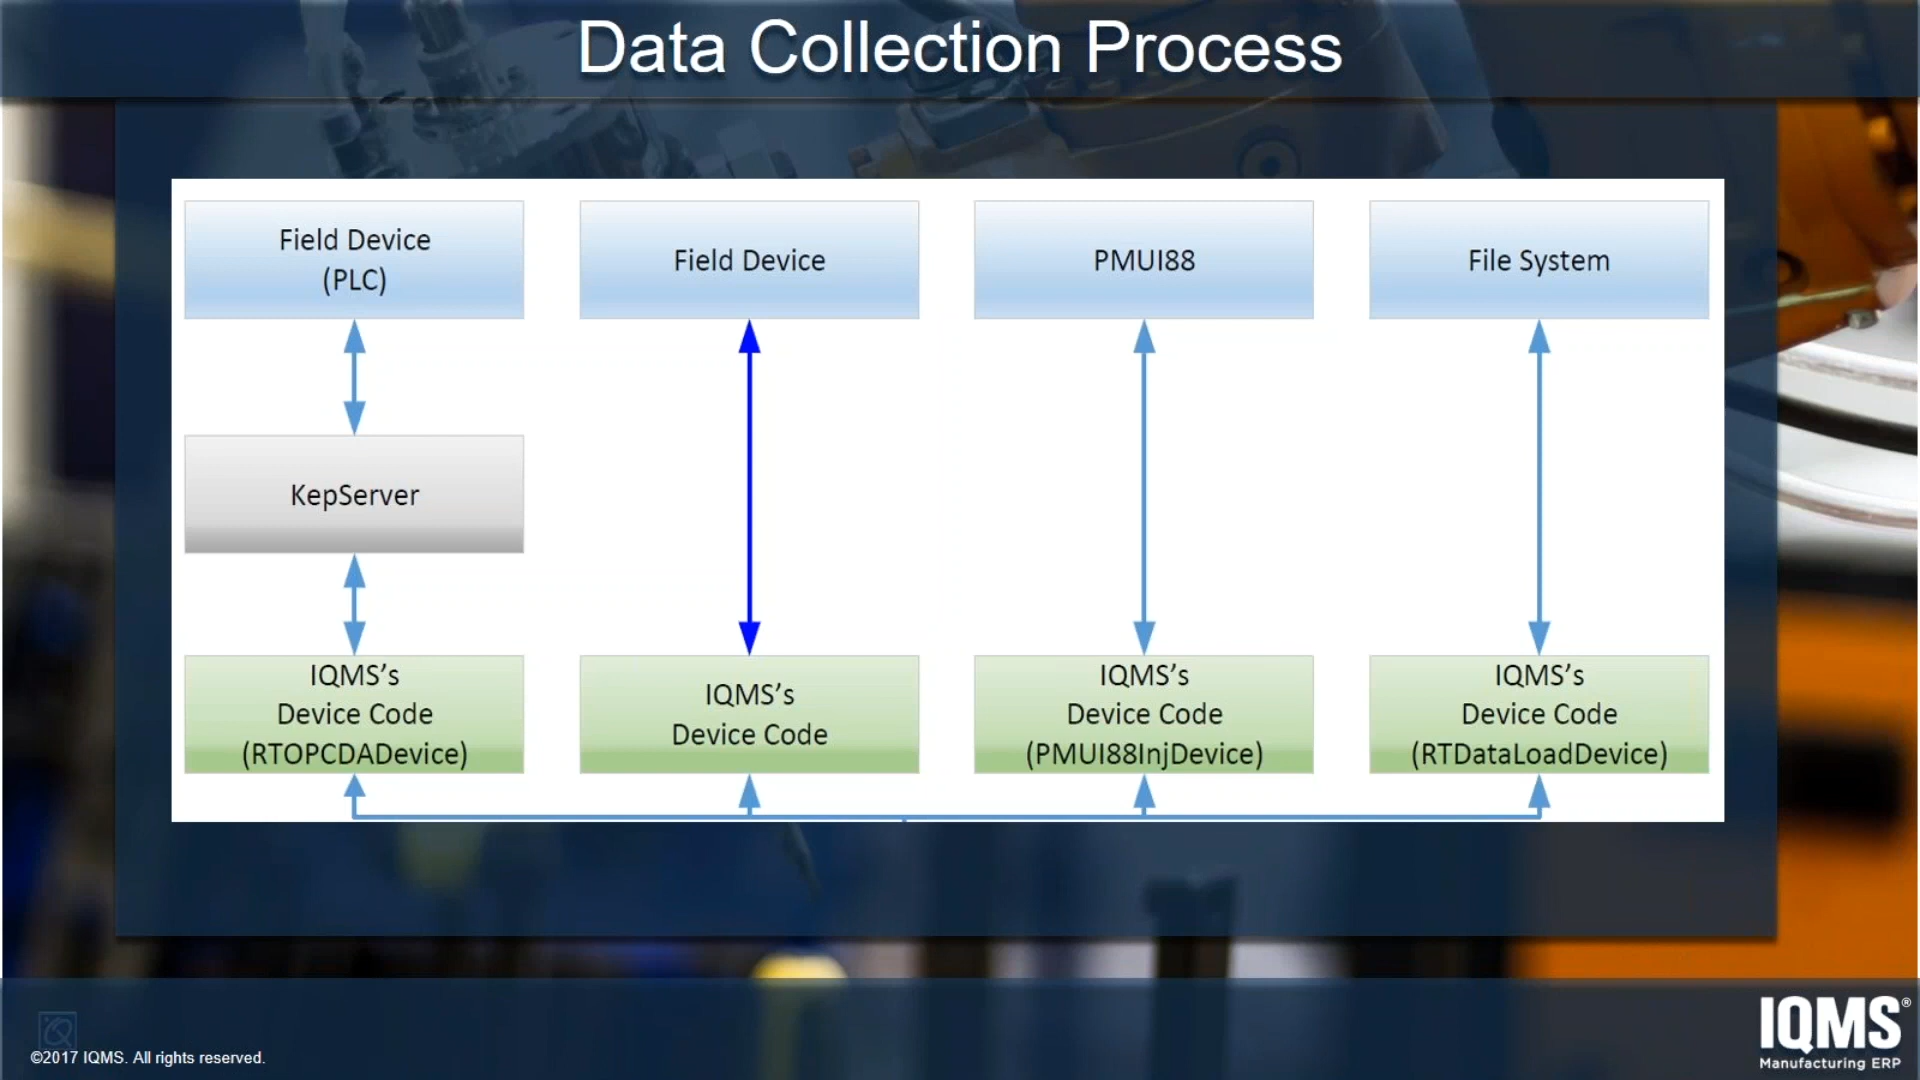 Data Collection Process
Field Device
(PLC)
Field Device
PMUI88
File System
KepServer
IQMS's
Device Code
(RTOPCDADevice)
IQMS's
Device Code
IQMS's
Device Code
(PMUI88InjDevice)
IQMS's
Device Code
(RTDataLoadDevice)
©2017 IQMS. All rights reserved.
IQMS®
Manufacturing ERP